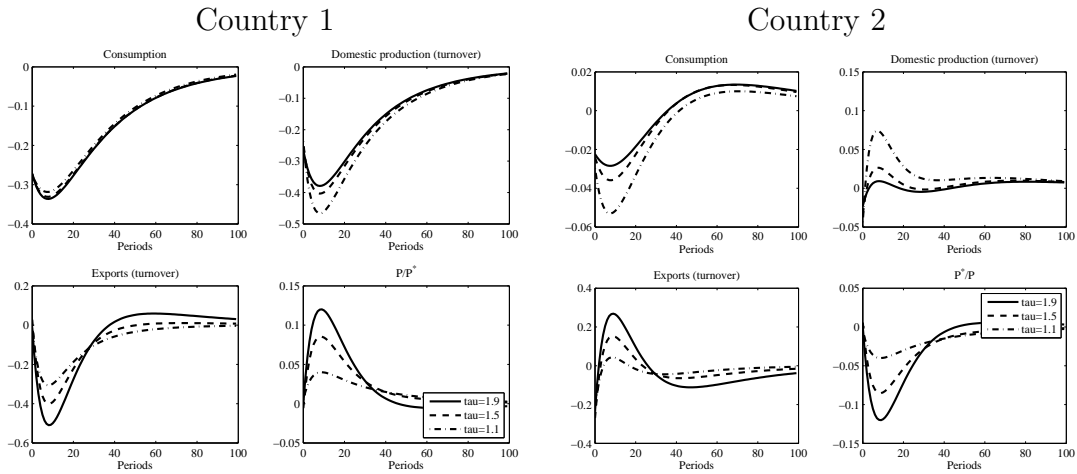 Country 1
Country 2
Consumption
0
−0.1
−0.2
−0.3
−0.4
0 20 40 60 80 100
Periods
Domestic production (turnover)
0
−0.1
−0.2
−0.3
−0.4
−0.5
0 20 40 60 80 100
Periods
Exports (turnover)
0.2
0
−0.2
−0.4
−0.6
0 20 40 60 80 100
Periods
P/P*
0.15
0.1
0.05
0
−0.05
0 20 40 60 80 100
Periods
tau=1.9
tau=1.5
tau=1.1
Consumption
0.02
0
−0.02
−0.04
−0.06
0 20 40 60 80 100
Periods
Domestic production (turnover)
0.15
0.1
0.05
0
−0.05
0 20 40 60 80 100
Periods
Exports (turnover)
0.4
0.2
0
−0.2
−0.4
0 20 40 60 80 100
Periods
P*/P
0.05
0
−0.05
−0.1
−0.15
0 20 40 60 80 100
Periods
tau=1.9
tau=1.5
tau=1.1